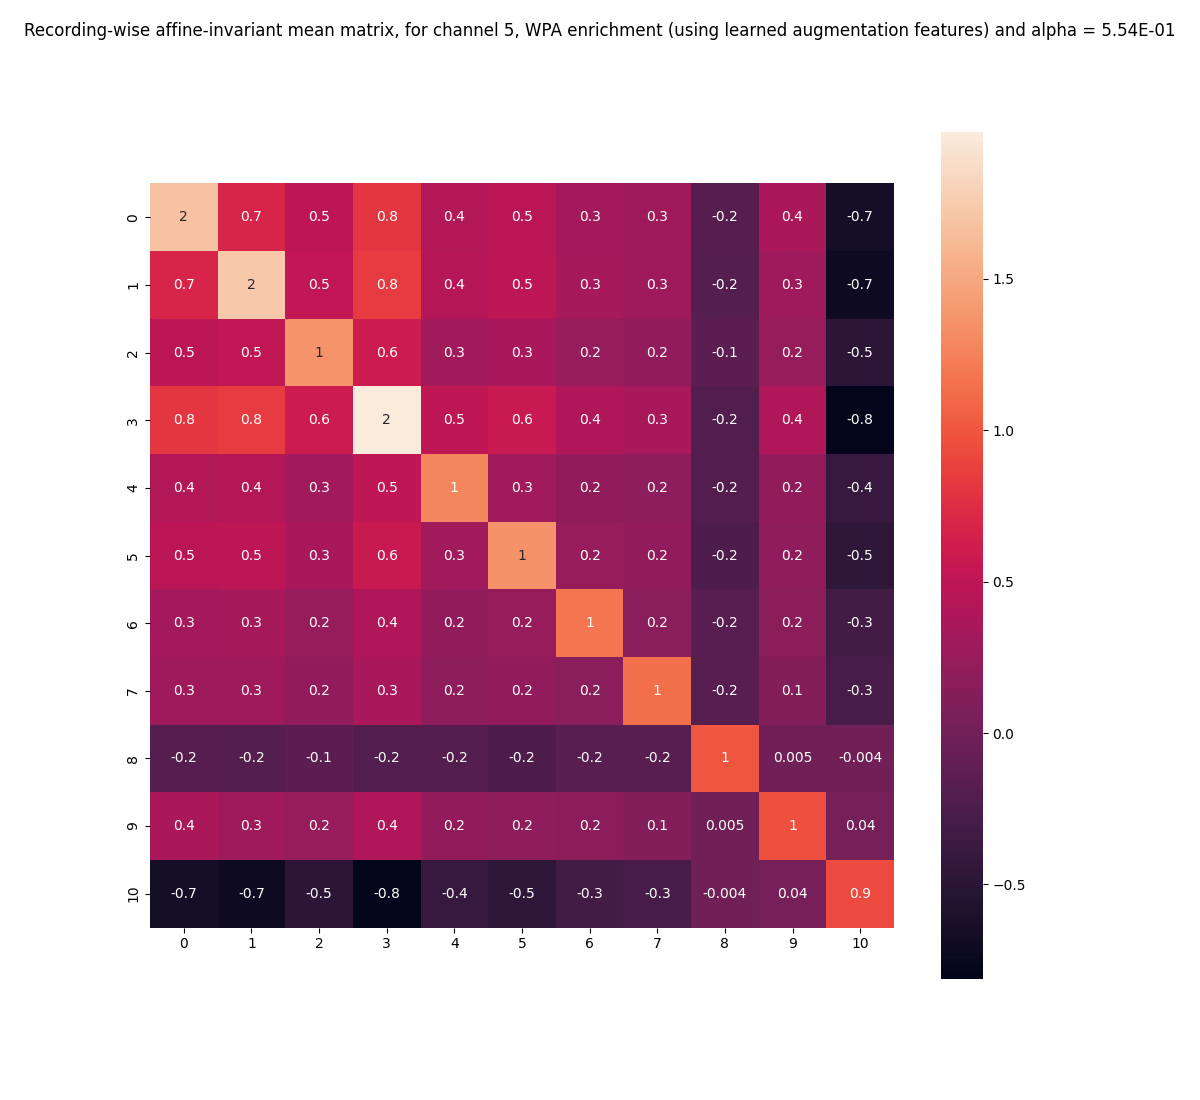 Recording-wise affine-invariant mean matrix, for channel 5, WPA enrichment (using learned augmentation features) and alpha = 5.54E-01
0 2 0.7 0.5 0.8 0.4 0.5 0.3 0.3 -0.2 0.4 -0.7
1 0.7 2 0.5 0.8 0.4 0.5 0.3 0.3 -0.2 0.3 -0.7
2 0.5 0.5 1 0.6 0.3 0.3 0.2 0.2 -0.1 0.2 -0.5
3 0.8 0.8 0.6 2 0.5 0.6 0.4 0.3 -0.2 0.4 -0.8
4 0.4 0.4 0.3 0.5 1 0.3 0.2 0.2 -0.2 0.2 -0.4
5 0.5 0.5 0.3 0.6 0.3 1 0.2 0.2 -0.2 0.2 -0.5
6 0.3 0.3 0.2 0.4 0.2 0.2 1 0.2 -0.2 0.2 -0.3
7 0.3 0.3 0.2 0.3 0.2 0.2 0.2 1 -0.2 0.1 -0.3
8 -0.2 -0.2 -0.1 -0.2 -0.2 -0.2 -0.2 -0.2 1 0.005 -0.004
9 0.4 0.3 0.2 0.4 0.2 0.2 0.2 0.1 0.005 1 0.04
10 -0.7 -0.7 -0.5 -0.8 -0.4 -0.5 -0.3 -0.3 -0.004 0.04 0.9
0 1 2 3 4 5 6 7 8 9 10
1.5
1.0
0.5
0.0
−0.5